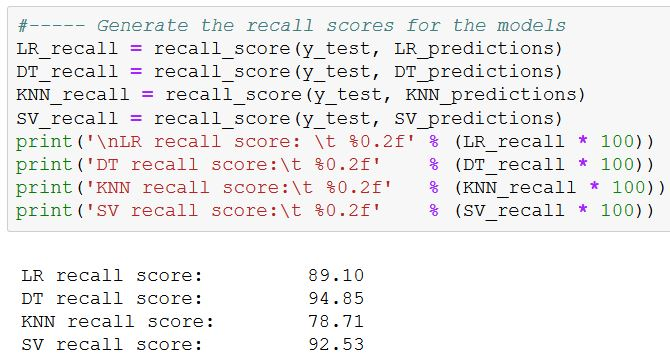 #----- Generate the recall scores for the models
LR_recall = recall_score(y_test, LR_predictions)
DT_recall = recall_score(y_test, DT_predictions)
KNN_recall = recall_score(y_test, KNN_predictions)
SV_recall = recall_score(y_test, SV_predictions)
print('\nLR recall score: \t %0.2f' % (LR_recall * 100))
print('DT recall score:\t %0.2f'   % (DT_recall * 100))
print('KNN recall score:\t %0.2f'   % (KNN_recall * 100))
print('SV recall score:\t %0.2f'   % (SV_recall * 100))
LR recall score:         89.10
DT recall score:         94.85
KNN recall score:        78.71
SV recall score:         92.53